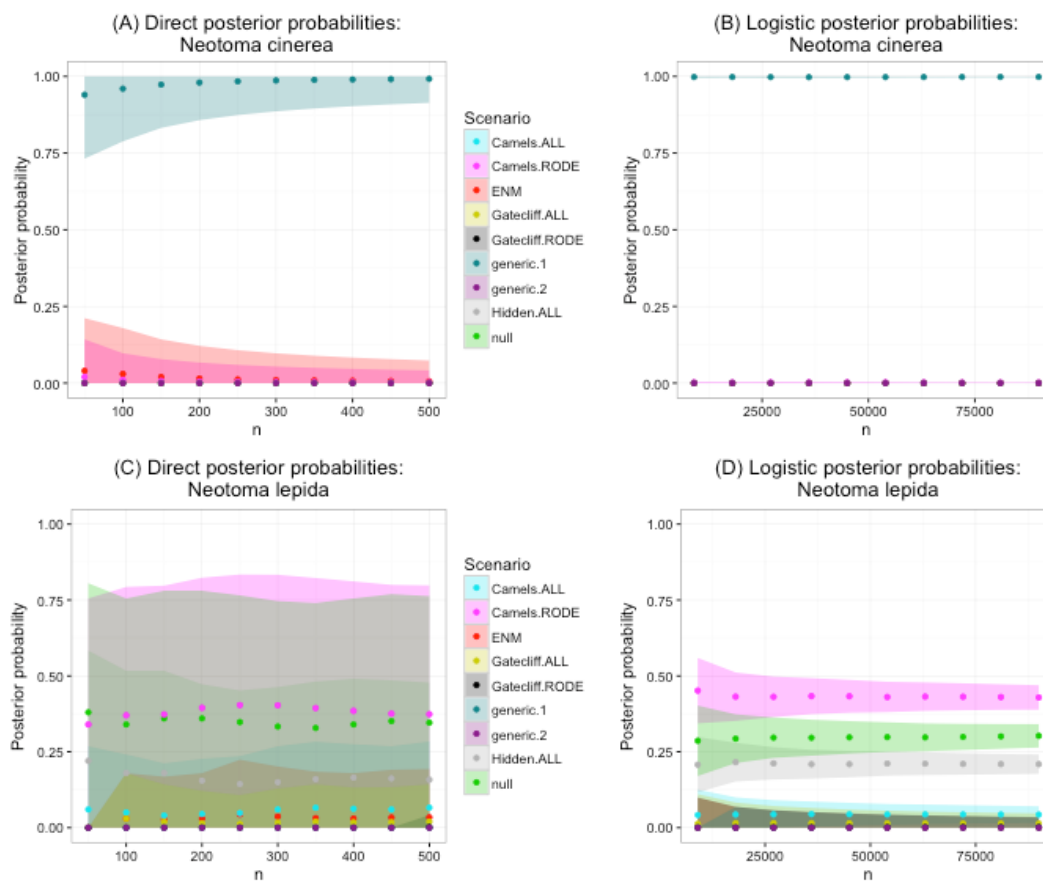 (A) Direct posterior probabilities:
Neotoma cinerea
(B) Logistic posterior probabilities:
Neotoma cinerea
1.00
0.75
0.50
0.25
0.00
Posterior probability
100
200
300
400
500
n
Scenario
Camels.ALL
Camels.RODE
ENM
Gatecliff.ALL
Gatecliff.RODE
generic.1
generic.2
Hidden.ALL
null
1.00
0.75
0.50
0.25
0.00
Posterior probability
25000
50000
75000
n
(C) Direct posterior probabilities:
Neotoma lepida
(D) Logistic posterior probabilities:
Neotoma lepida
1.00
0.75
0.50
0.25
0.00
Posterior probability
100
200
300
400
500
n
Scenario
Camels.ALL
Camels.RODE
ENM
Gatecliff.ALL
Gatecliff.RODE
generic.1
generic.2
Hidden.ALL
null
1.00
0.75
0.50
0.25
0.00
Posterior probability
25000
50000
75000
n